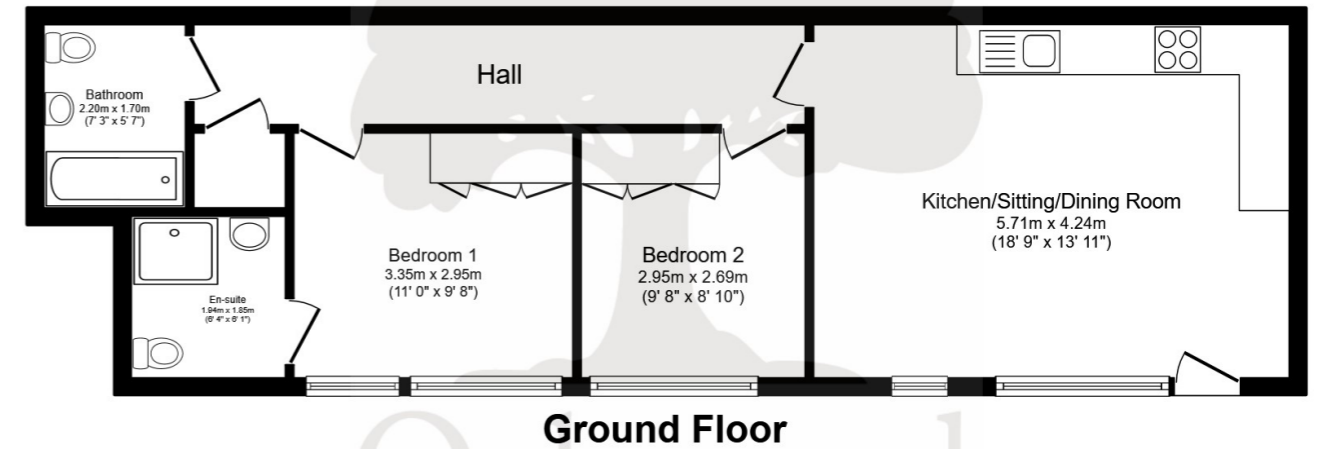 Hall
Bathroom
2.20m x 1.70m
(7' 3" x 5' 7")
Kitchen/Sitting/Dining Room
5.71m x 4.24m
(18' 9" x 13' 11")
Bedroom 1
3.35m x 2.95m
(11' 0" x 9' 8")
Bedroom 2
2.95m x 2.69m
(9' 8" x 8' 10")
En-suite
1.94m x 1.85m
(6' 4" x 6' 1")
Ground Floor